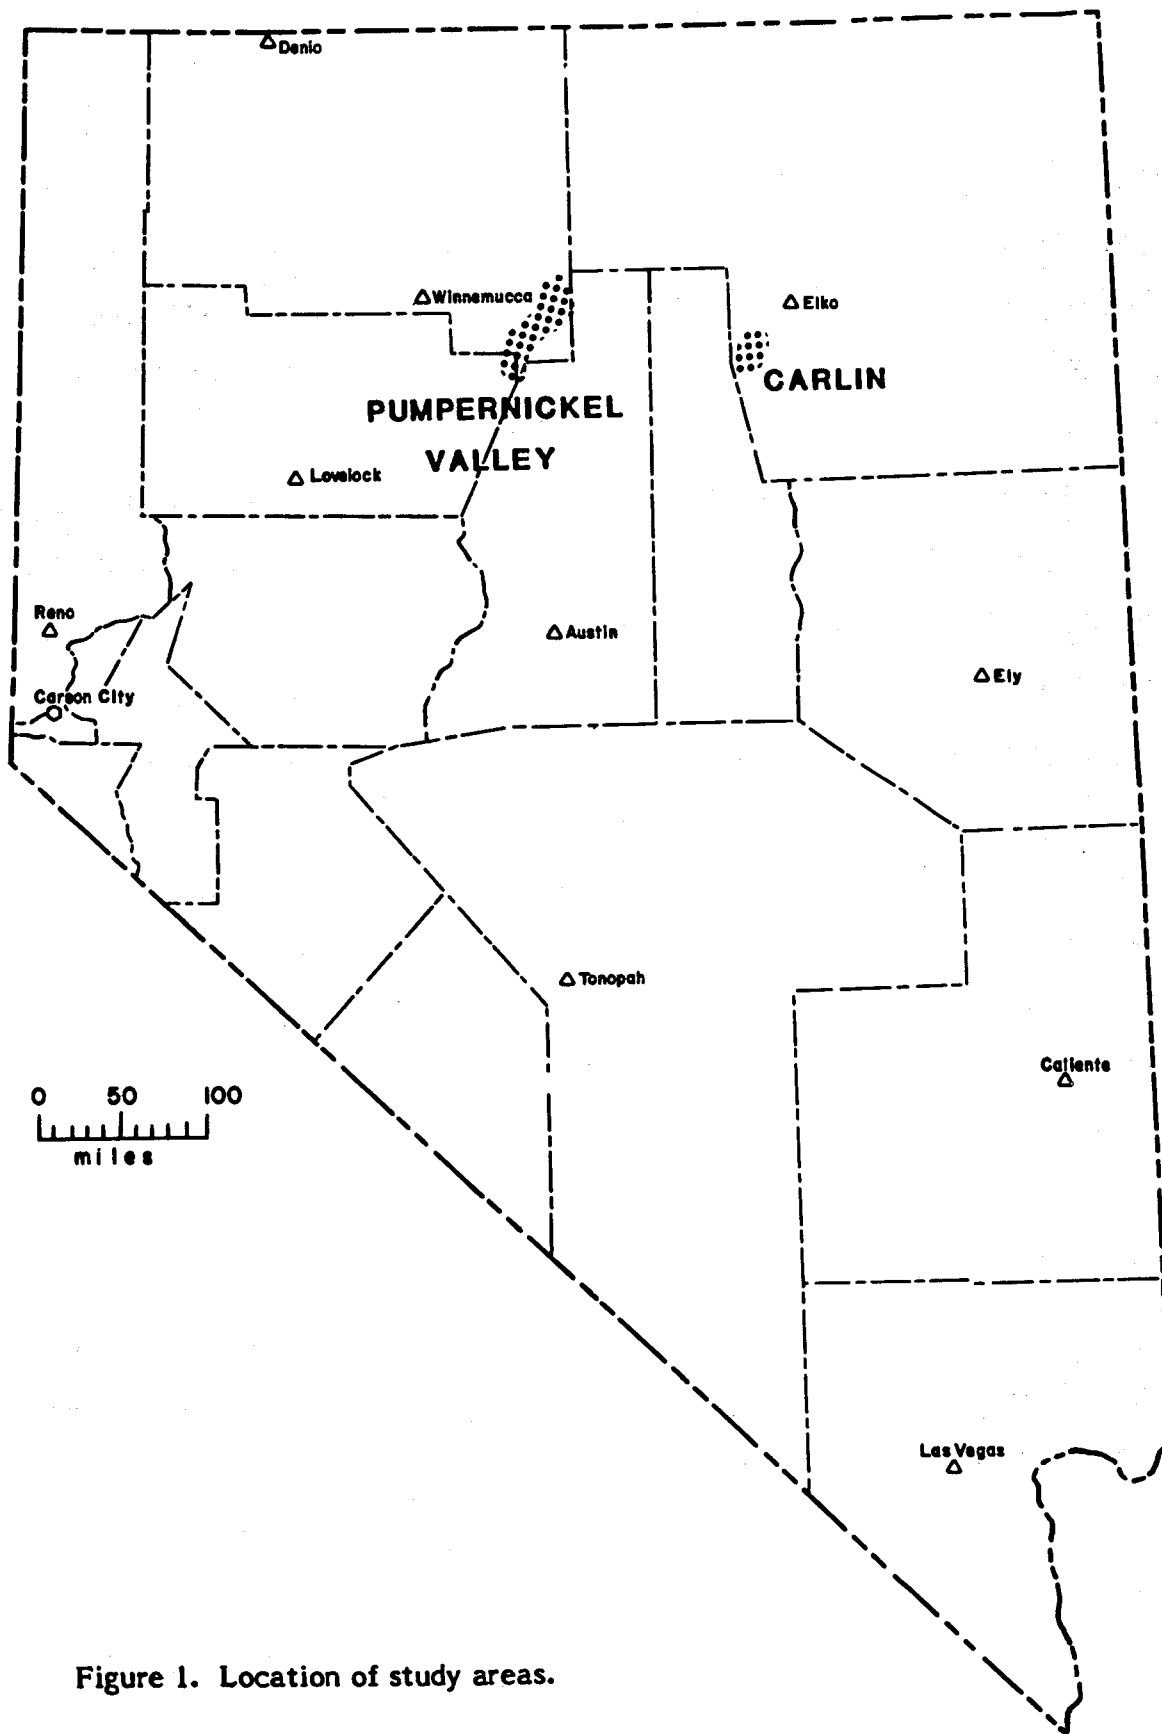 Denio
Winnemucca
Elko
CARLIN
PUMPERNICKEL
VALLEY
Lovelock
Reno
Austin
Carson City
Ely
Tonopah
Caliente
0 50 100
miles
Las Vegas
Figure 1. Location of study areas.